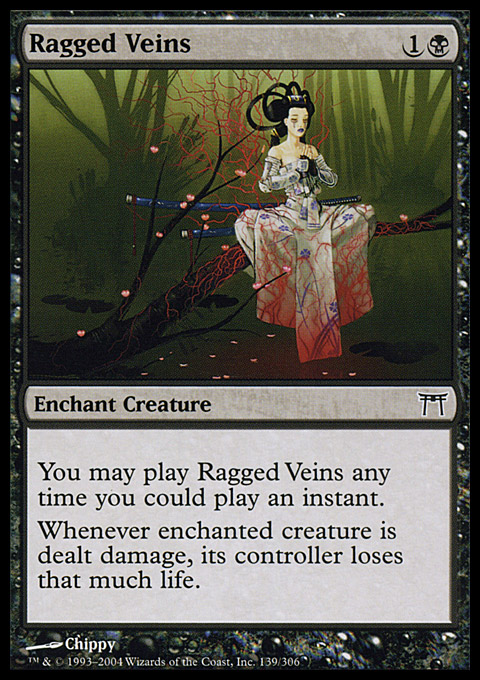 Ragged Veins 1
Enchant Creature
You may play Ragged Veins any
time you could play an instant.
Whenever enchanted creature is
dealt damage, its controller loses
that much life.
Chippy
™ & © 1993–2004 Wizards of the Coast, Inc. 139/306